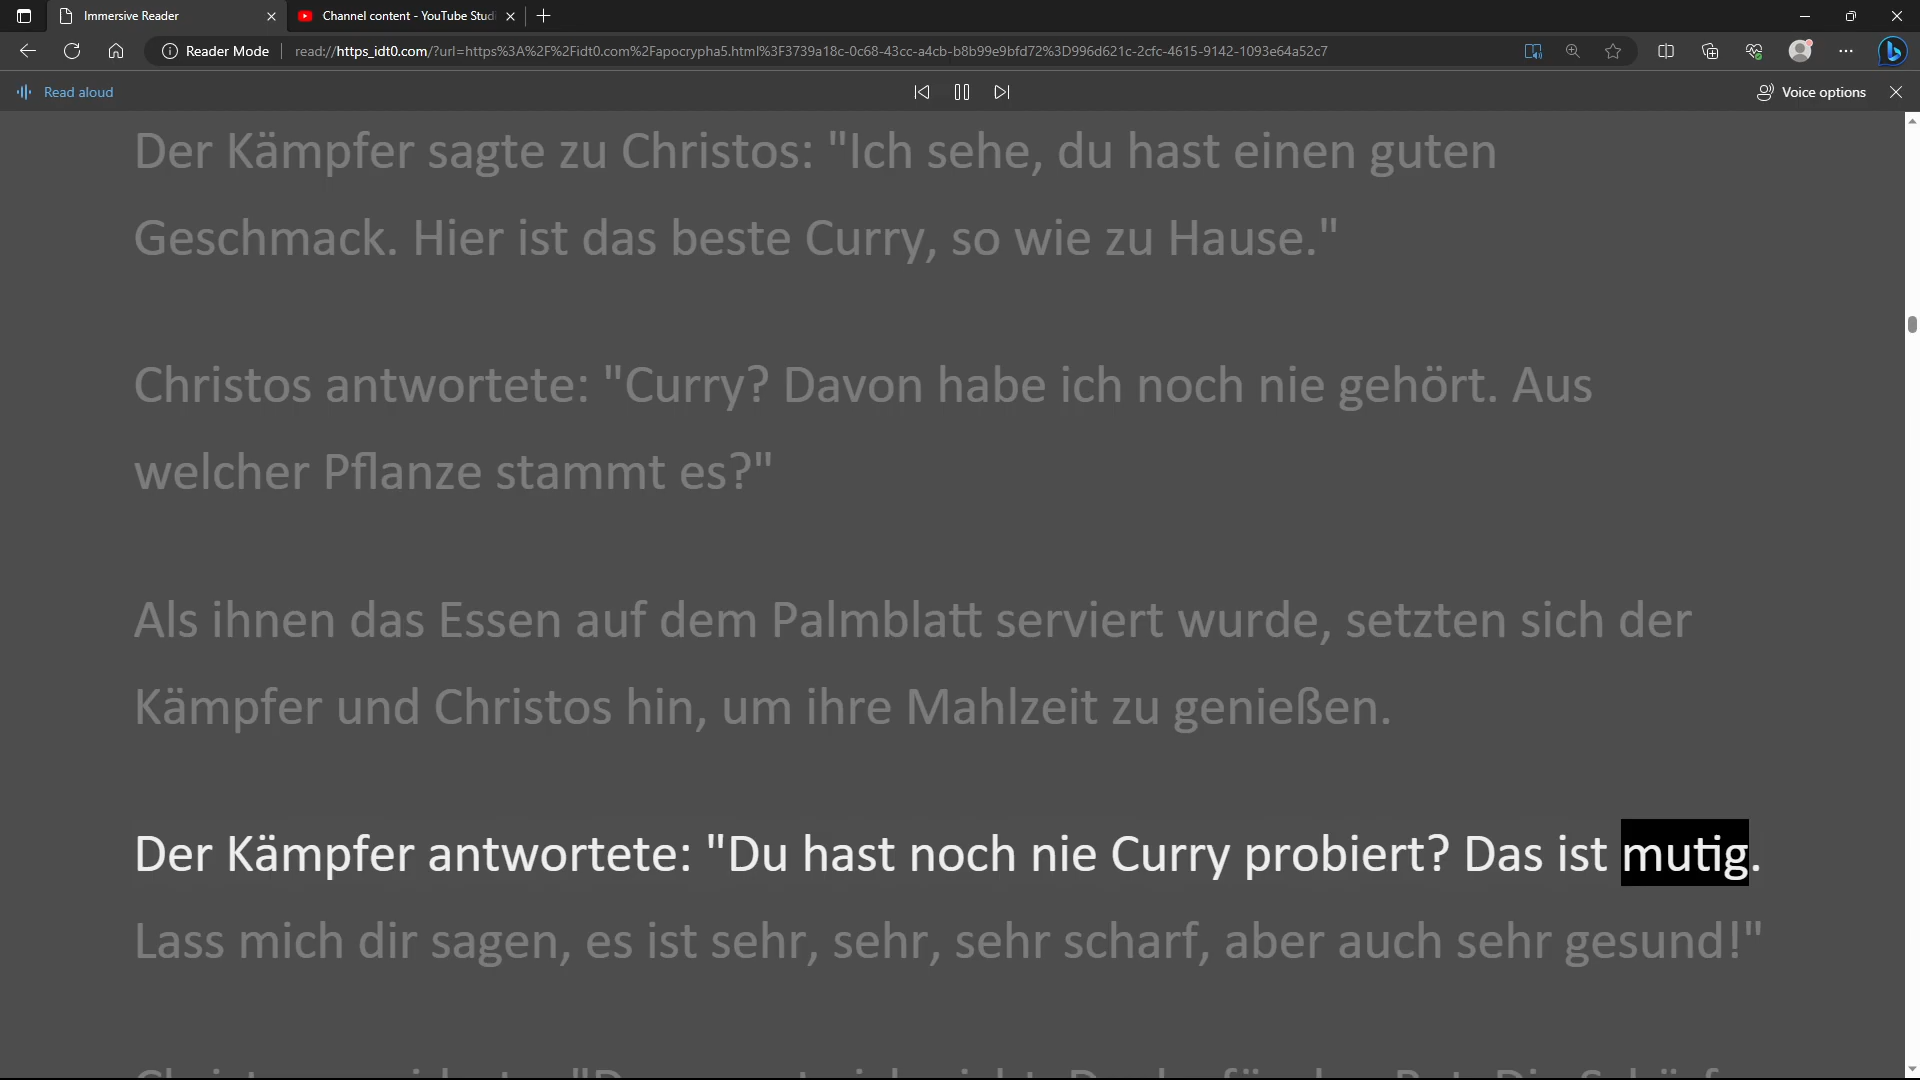 Immersive Reader
Channel content - YouTube Studi
Reader Mode
read://https_idt0.com/?url=https%3A%2F%2Fidt0.com%2Fapocrypha5.html%3F3739a18c-0c68-43cc-a4cb-b8b99e9bfd72%3D996d621c-2cfc-4615-9142-1093e64a52c7
Read aloud
Voice options
Der Kämpfer sagte zu Christos: "Ich sehe, du hast einen guten
Geschmack. Hier ist das beste Curry, so wie zu Hause."
Christos antwortete: "Curry? Davon habe ich noch nie gehört. Aus
welcher Pflanze stammt es?"
Als ihnen das Essen auf dem Palmblatt serviert wurde, setzten sich der
Kämpfer und Christos hin, um ihre Mahlzeit zu genießen.
Der Kämpfer antwortete: "Du hast noch nie Curry probiert? Das ist mutig.
Lass mich dir sagen, es ist sehr, sehr, sehr scharf, aber auch sehr gesund!"